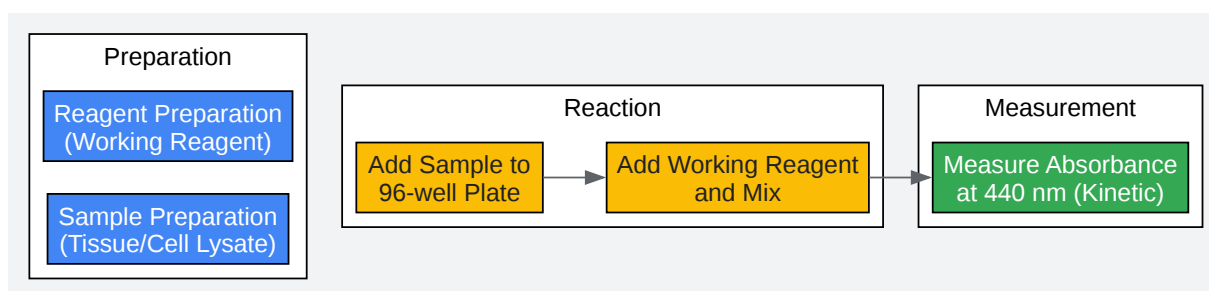 Preparation
Reagent Preparation
(Working Reagent)
Sample Preparation
(Tissue/Cell Lysate)
Reaction
Add Sample to
96-well Plate
Add Working Reagent
and Mix
Measurement
Measure Absorbance
at 440 nm (Kinetic)